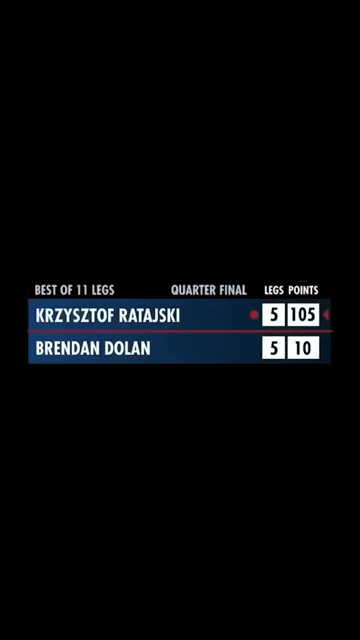 BEST OF 11 LEGS QUARTER FINAL LEGS POINTS
KRZYSZTOF RATAJSKI 5 105
BRENDAN DOLAN 5 10